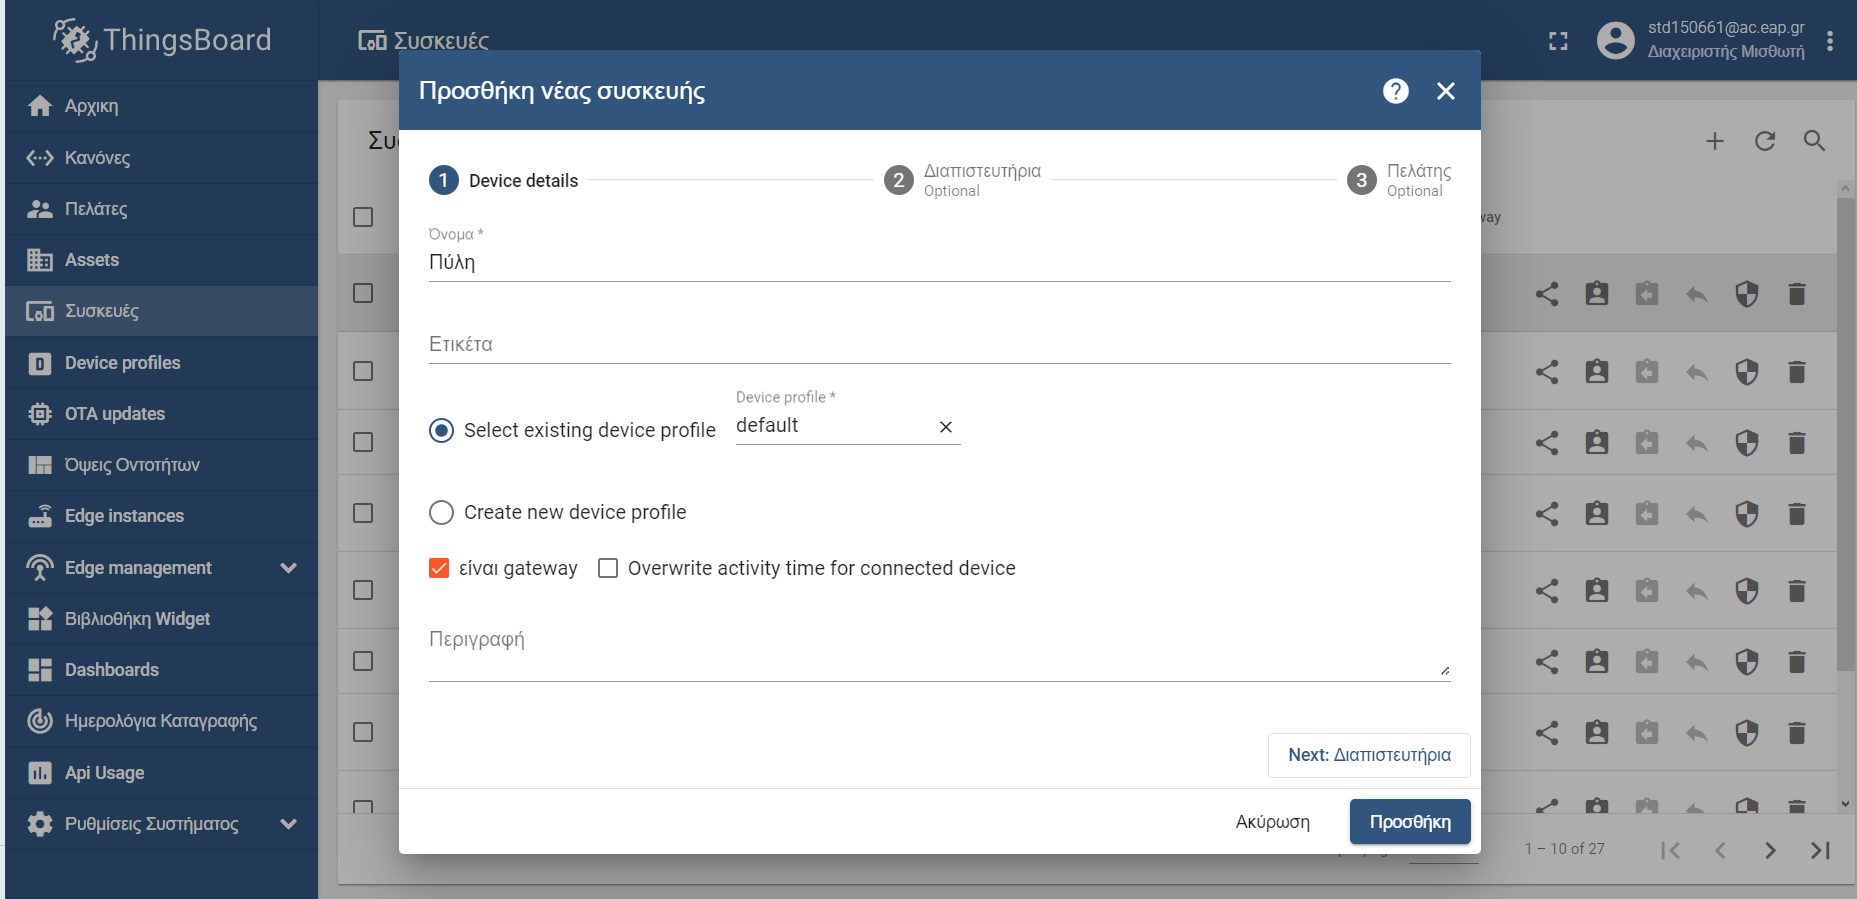 ThingsBoard
Συσκευές
std150661@ac.eap.gr
Διαχειριστής Μισθωτή
Αρχικη
Κανόνες
Πελάτες
Assets
Συσκευές
Device profiles
OTA updates
Όψεις Οντοτήτων
Edge instances
Edge management
Βιβλιοθήκη Widget
Dashboards
Ημερολόγια Καταγραφής
Api Usage
Ρυθμίσεις Συστήματος
Προσθήκη νέας συσκευής
1 Device details
2 Διαπιστευτήρια
Optional
3 Πελάτης
Optional
Όνομα *
Πύλη
Ετικέτα
Device profile *
Select existing device profile default
Create new device profile
είναι gateway Overwrite activity time for connected device
Περιγραφή
Next: Διαπιστευτήρια
Ακύρωση Προσθήκη
1 – 10 of 27